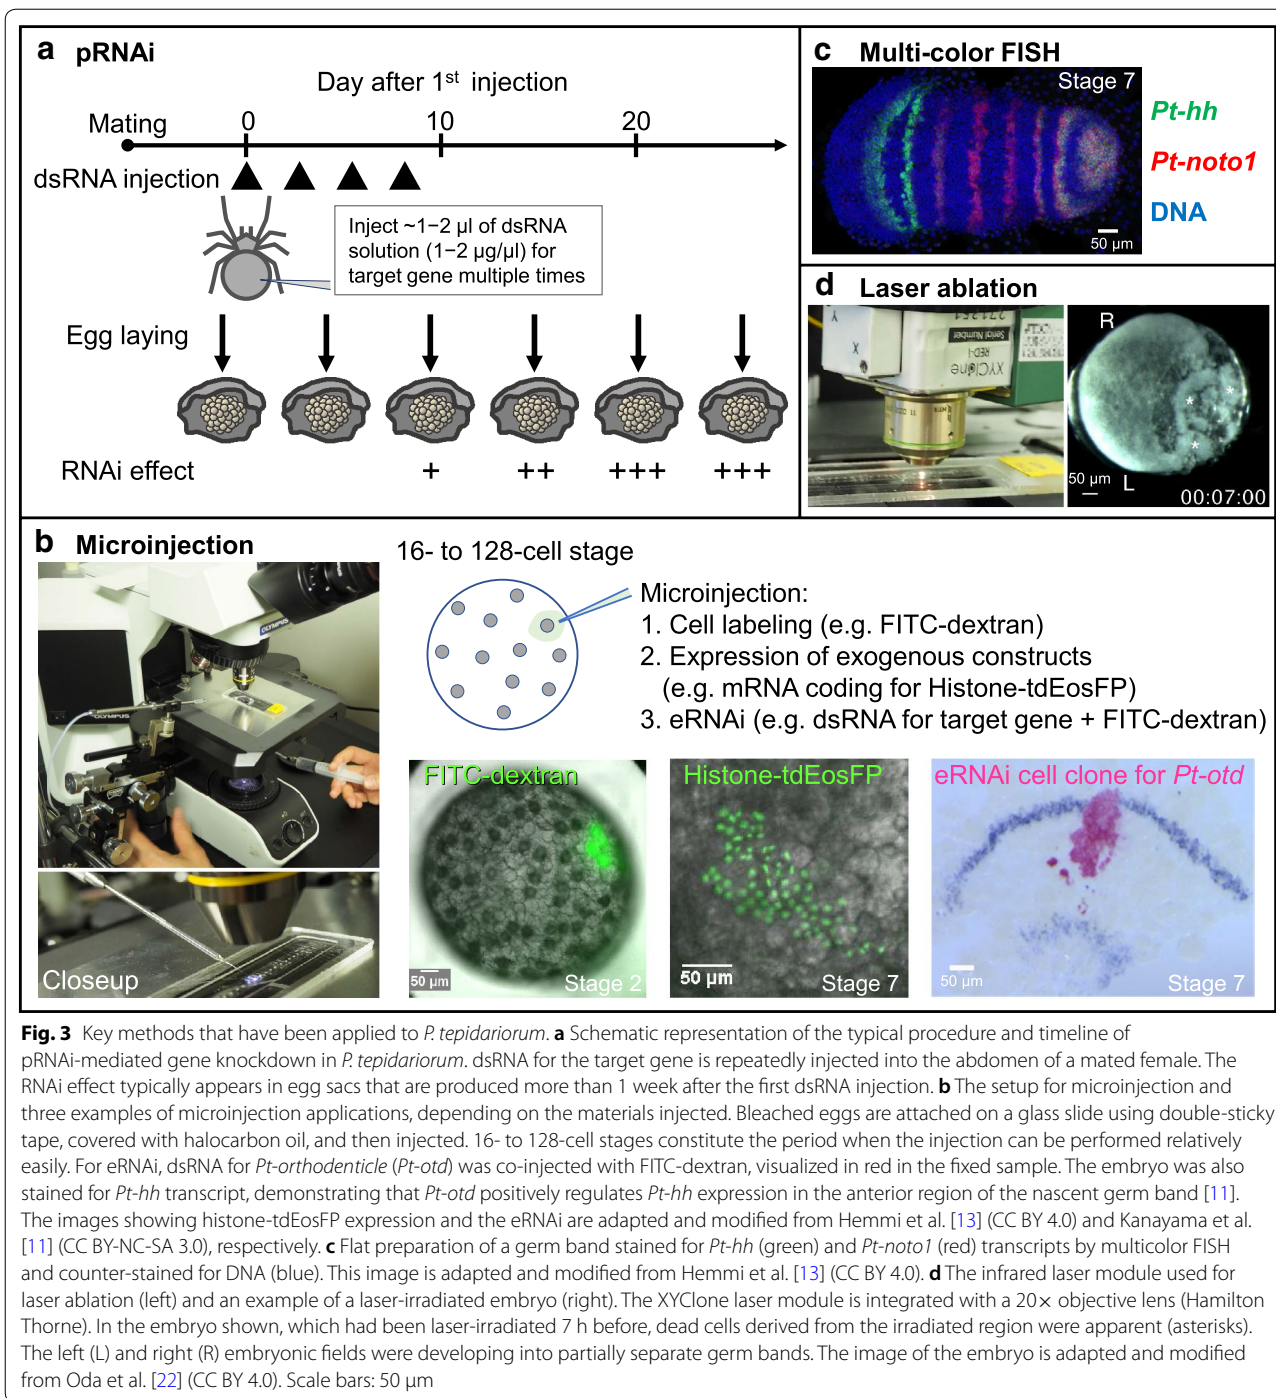 a pRNAi
Day after 1st injection
Mating
0
10
20
dsRNA injection
Inject ~1–2 µl of dsRNA
solution (1–2 µg/µl) for
target gene multiple times
Egg laying
RNAi effect
+
++
+++
+++
c Multi-color FISH
Stage 7
50 µm
Pt-hh
Pt-noto1
DNA
d Laser ablation
Y
X
271251
Serial Number
RED-i
XYClone
R
*
*
*
50 µm
L
00:07:00
b Microinjection
OLYMPUS
OLYMPUS
Closeup
16- to 128-cell stage
Microinjection:
1. Cell labeling (e.g. FITC-dextran)
2. Expression of exogenous constructs
(e.g. mRNA coding for Histone-tdEosFP)
3. eRNAi (e.g. dsRNA for target gene + FITC-dextran)
FITC-dextran
50 µm
Stage 2
Histone-tdEosFP
50 µm
Stage 7
eRNAi cell clone for Pt-otd
50 µm
Stage 7
Fig. 3 Key methods that have been applied to P. tepidariorum. a Schematic representation of the typical procedure and timeline of
pRNAi-mediated gene knockdown in P. tepidariorum. dsRNA for the target gene is repeatedly injected into the abdomen of a mated female. The
RNAi effect typically appears in egg sacs that are produced more than 1 week after the first dsRNA injection. b The setup for microinjection and
three examples of microinjection applications, depending on the materials injected. Bleached eggs are attached on a glass slide using double-sticky
tape, covered with halocarbon oil, and then injected. 16- to 128-cell stages constitute the period when the injection can be performed relatively
easily. For eRNAi, dsRNA for Pt-orthodenticle (Pt-otd) was co-injected with FITC-dextran, visualized in red in the fixed sample. The embryo was also
stained for Pt-hh transcript, demonstrating that Pt-otd positively regulates Pt-hh expression in the anterior region of the nascent germ band [11].
The images showing histone-tdEosFP expression and the eRNAi are adapted and modified from Hemmi et al. [13] (CC BY 4.0) and Kanayama et al.
[11] (CC BY-NC-SA 3.0), respectively. c Flat preparation of a germ band stained for Pt-hh (green) and Pt-noto1 (red) transcripts by multicolor FISH
and counter-stained for DNA (blue). This image is adapted and modified from Hemmi et al. [13] (CC BY 4.0). d The infrared laser module used for
laser ablation (left) and an example of a laser-irradiated embryo (right). The XYClone laser module is integrated with a 20× objective lens (Hamilton
Thorne). In the embryo shown, which had been laser-irradiated 7 h before, dead cells derived from the irradiated region were apparent (asterisks).
The left (L) and right (R) embryonic fields were developing into partially separate germ bands. The image of the embryo is adapted and modified
from Oda et al. [22] (CC BY 4.0). Scale bars: 50 µm